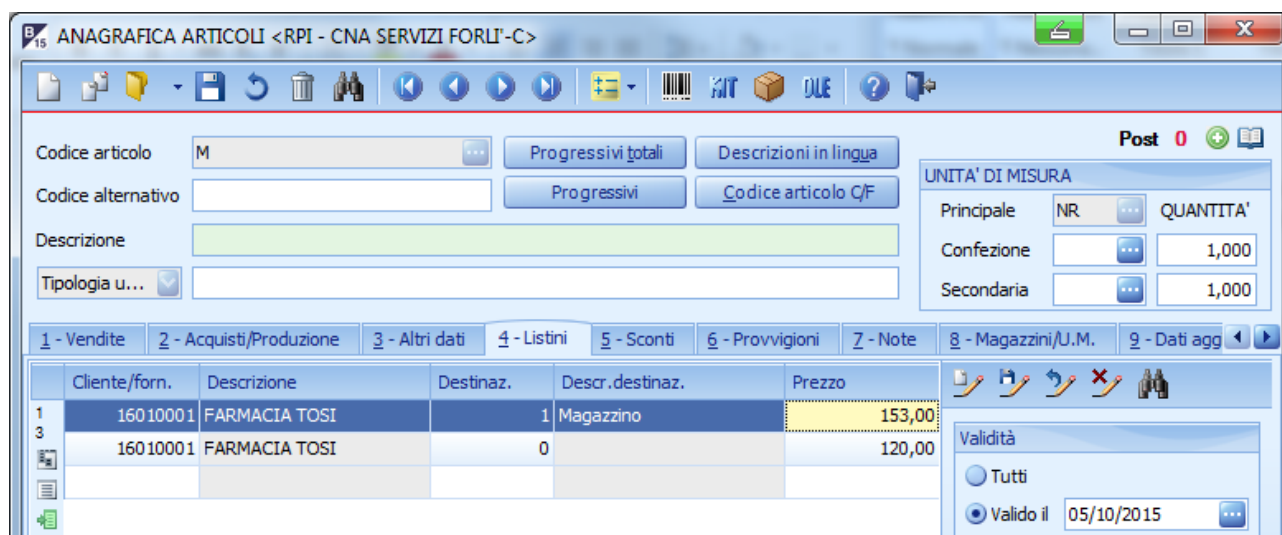 B 15 ANAGRAFICA ARTICOLI <RPI - CNA SERVIZI FORLI'-C>
KIT OLE
Post 0
Codice articolo M Progressivi totali Descrizioni in lingua
Codice alternativo Progressivi Codice articolo C/F
Descrizione
Tipologia u...
UNITA' DI MISURA
Principale NR QUANTITA'
Confezione 1,000
Secondaria 1,000
1 - Vendite 2 - Acquisti/Produzione 3 - Altri dati 4 - Listini 5 - Sconti 6 - Provvigioni 7 - Note 8 - Magazzini/U.M. 9 - Dati agg
Cliente/forn. Descrizione Destinaz. Descr.destinaz. Prezzo
1
3
16010001 FARMACIA TOSI 1 Magazzino 153,00
16010001 FARMACIA TOSI 0 120,00
Validità
Tutti
Valido il 05/10/2015